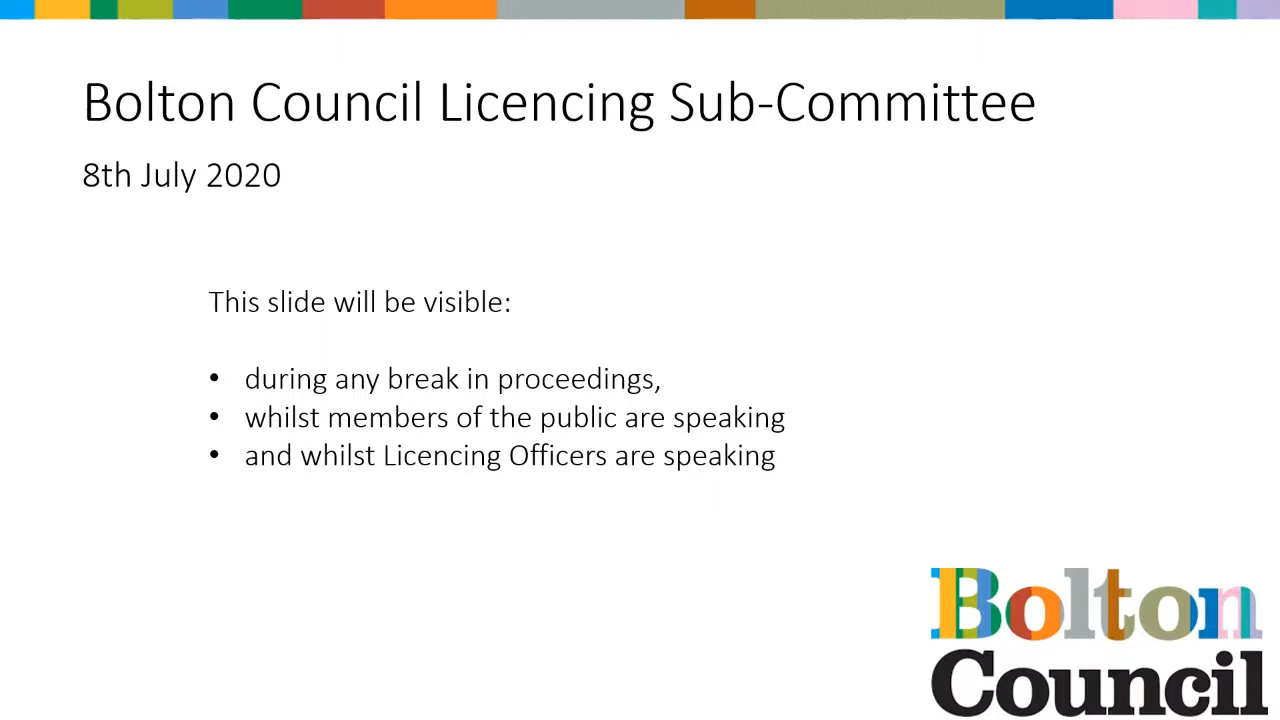 Bolton Council Licencing Sub-Committee
8th July 2020
This slide will be visible:
• during any break in proceedings,
• whilst members of the public are speaking
• and whilst Licencing Officers are speaking
Bolton
Council